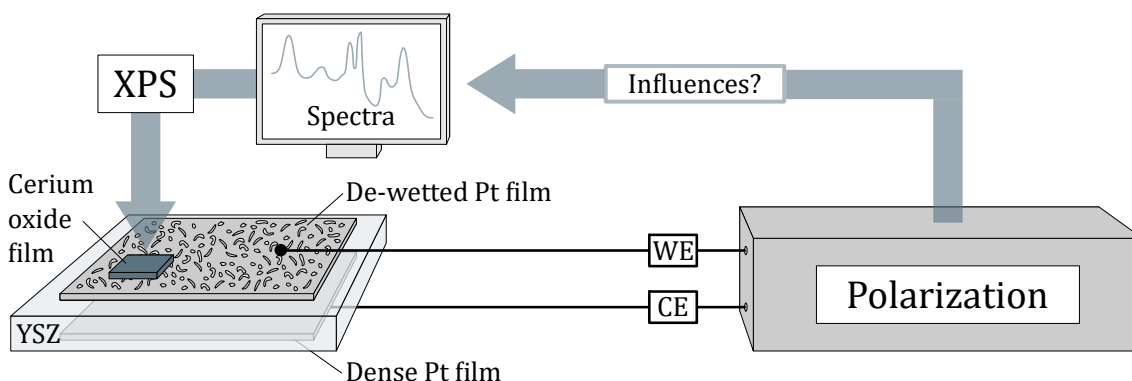 XPS
Spectra
Influences?
Cerium
oxide
film
De-wetted Pt film
WE
CE
Polarization
YSZ
Dense Pt film